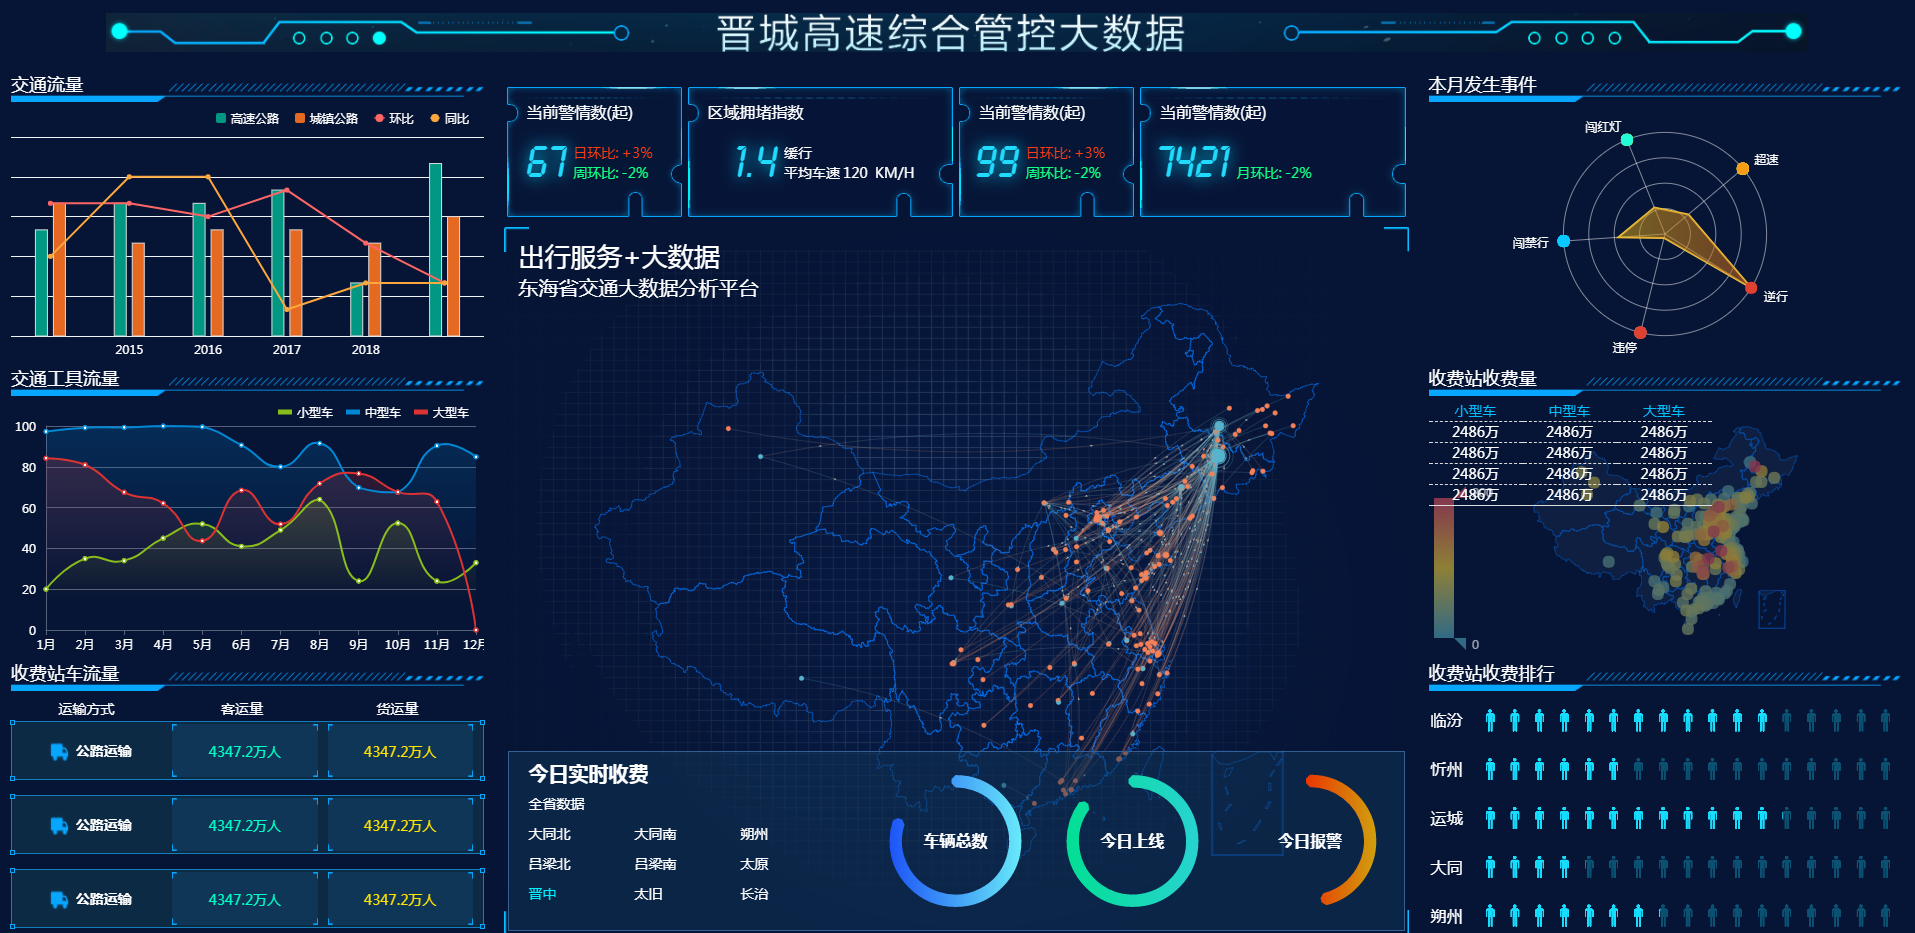 晋城高速综合管控大数据
交通流量
高速公路 城镇公路 环比 同比
2015 2016 2017 2018
交通工具流量
小型车 中型车 大型车
100
80
60
40
20
0
1月 2月 3月 4月 5月 6月 7月 8月 9月 10月 11月 12月
收费站车流量
运输方式 客运量 货运量
公路运输 4347.2万人 4347.2万人
公路运输 4347.2万人 4347.2万人
公路运输 4347.2万人 4347.2万人
当前警情数(起)
67 日环比: +3%
周环比: -2%
区域拥堵指数
1.4 缓行
平均车速 120 KM/H
当前警情数(起)
99 日环比: +3%
周环比: -2%
当前警情数(起)
7421 月环比: -2%
出行服务+大数据
东海省交通大数据分析平台
今日实时收费
全省数据
大同北 大同南 朔州
吕梁北 吕梁南 太原
晋中 太旧 长治
车辆总数 今日上线 今日报警
本月发生事件
闯红灯
超速
闯禁行
逆行
违停
收费站收费量
小型车 中型车 大型车
2486万 2486万 2486万
2486万 2486万 2486万
2486万 2486万 2486万
2486万 2486万 2486万
0
收费站收费排行
临汾
忻州
运城
大同
朔州